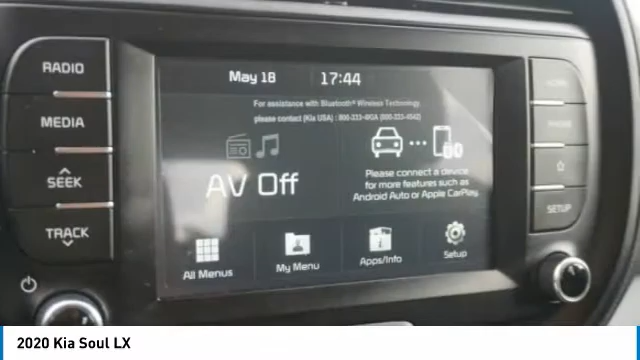 RADIO
MEDIA
SEEK
TRACK
May 18 17:44
For assistance with Bluetooth® Wireless Technology
please contact (Kia USA) : 800-333-4KIA (800-333-4542)
AV Off
Please connect a device
for more features such as
Android Auto or Apple CarPlay.
All Menus
My Menu
Apps/Info
Setup
HOME
PHONE
SETUP
2020 Kia Soul LX